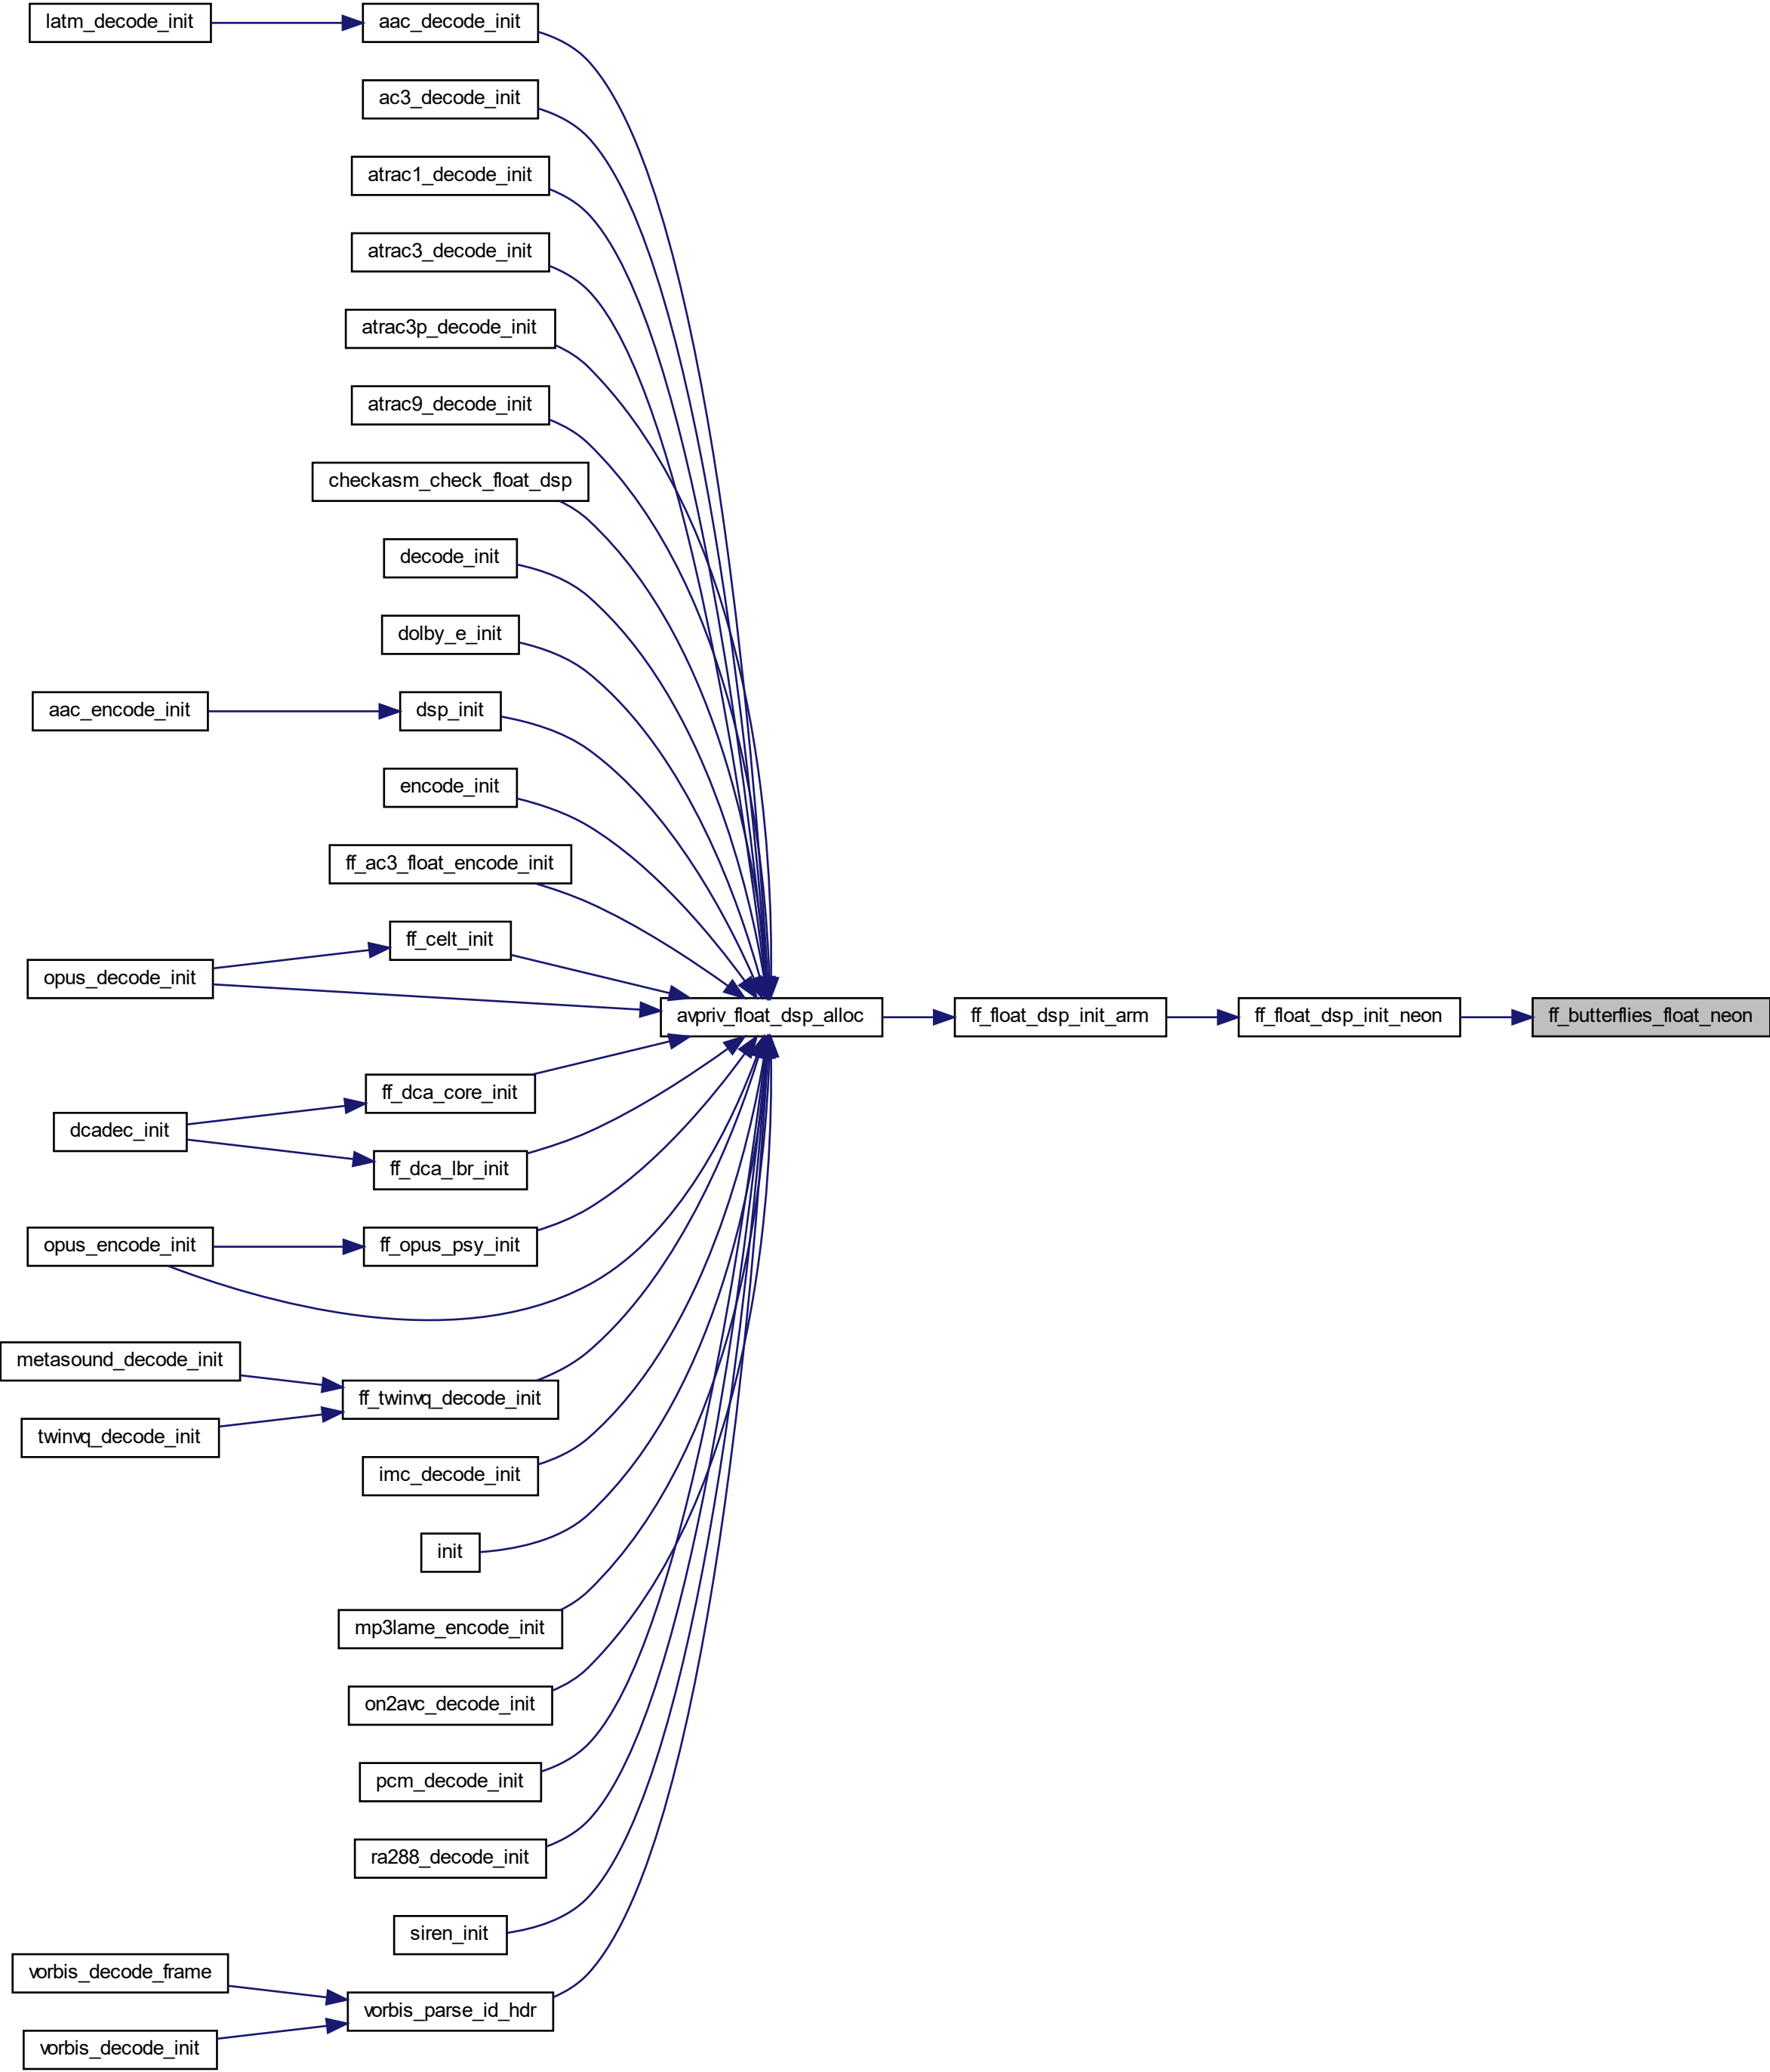 latm_decode_init
aac_decode_init
ac3_decode_init
atrac1_decode_init
atrac3_decode_init
atrac3p_decode_init
atrac9_decode_init
checkasm_check_float_dsp
decode_init
dolby_e_init
aac_encode_init
dsp_init
encode_init
ff_ac3_float_encode_init
ff_celt_init
opus_decode_init
avpriv_float_dsp_alloc
ff_float_dsp_init_arm
ff_float_dsp_init_neon
ff_butterflies_float_neon
ff_dca_core_init
dcadec_init
ff_dca_lbr_init
opus_encode_init
ff_opus_psy_init
metasound_decode_init
ff_twinvq_decode_init
twinvq_decode_init
imc_decode_init
init
mp3lame_encode_init
on2avc_decode_init
pcm_decode_init
ra288_decode_init
siren_init
vorbis_decode_frame
vorbis_parse_id_hdr
vorbis_decode_init